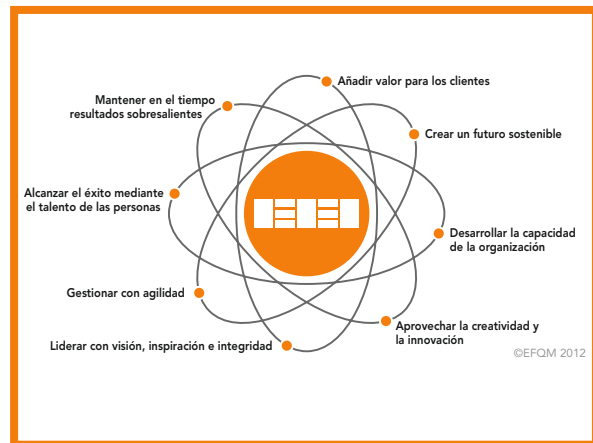 Añadir valor para los clientes
Mantener en el tiempo
resultados sobresalientes
Crear un futuro sostenible
Alcanzar el éxito mediante
el talento de las personas
Desarrollar la capacidad
de la organización
Gestionar con agilidad
Aprovechar la creatividad y
la innovación
Liderar con visión, inspiración e integridad
©EFQM 2012